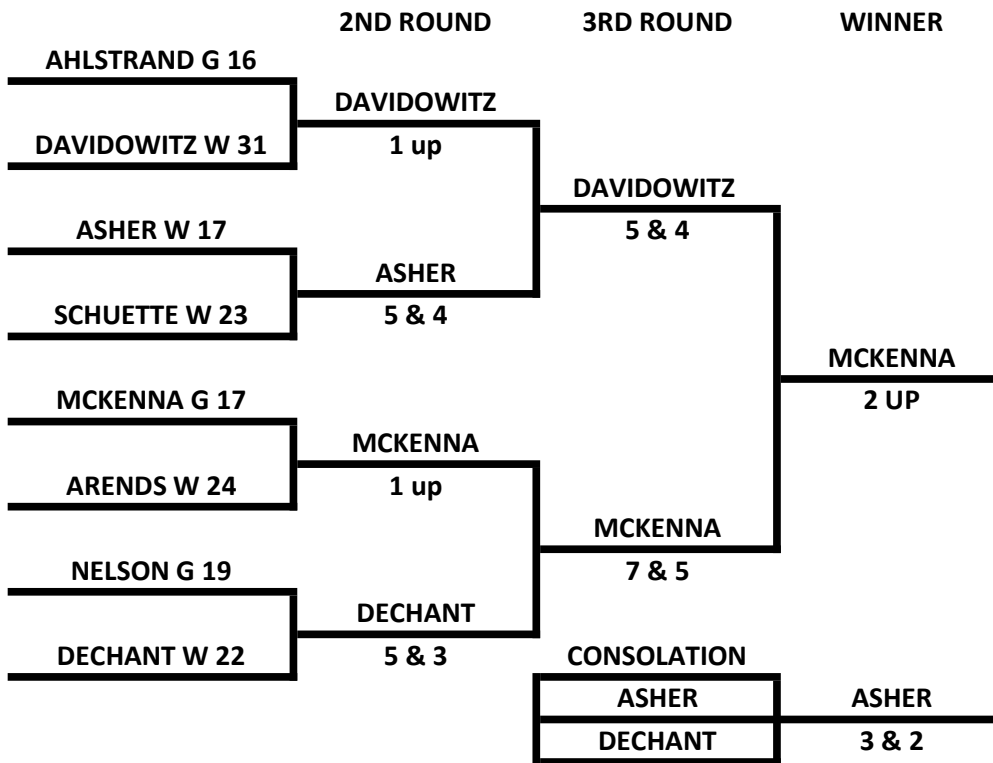 2ND ROUND 3RD ROUND WINNER
AHLSTRAND G 16
DAVIDOWITZ
DAVIDOWITZ W 31
1 up
DAVIDOWITZ
ASHER W 17
5 & 4
ASHER
SCHUETTE W 23
5 & 4
MCKENNA
MCKENNA G 17
2 UP
MCKENNA
ARENDS W 24
1 up
MCKENNA
NELSON G 19
7 & 5
DECHANT
DECHANT W 22
5 & 3
CONSOLATION
ASHER
ASHER
DECHANT
3 & 2